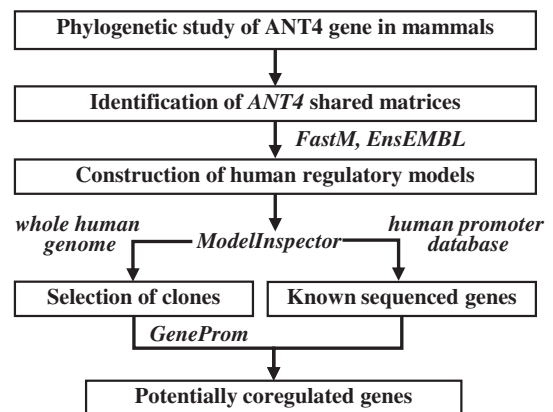 Phylogenetic study of ANT4 gene in mammals
Identification of ANT4 shared matrices
FastM, EnsEMBL
Construction of human regulatory models
whole human
genome
ModelInspector
human promoter
database
Selection of clones
Known sequenced genes
GeneProm
Potentially coregulated genes